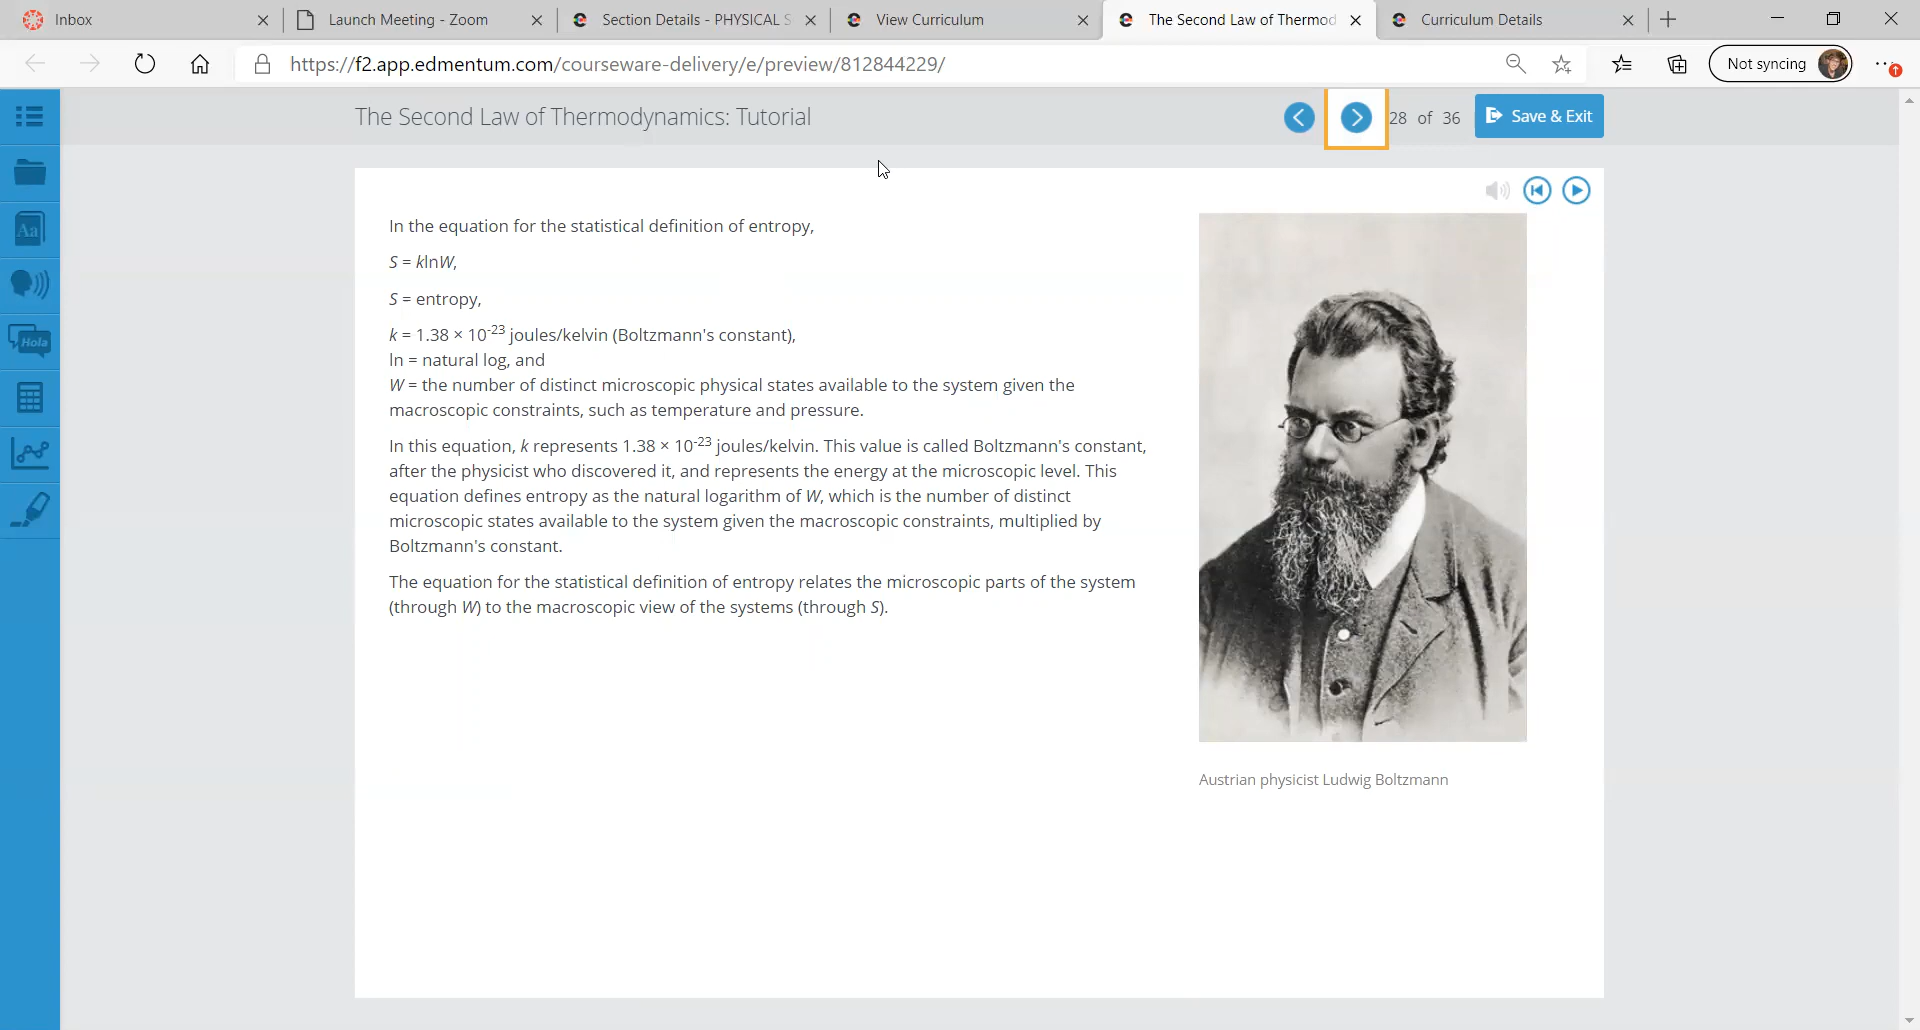 Inbox
Launch Meeting - Zoom
Section Details - PHYSICAL S
View Curriculum
The Second Law of Thermod
Curriculum Details
https://f2.app.edmentum.com/courseware-delivery/e/preview/812844229/
Not syncing
The Second Law of Thermodynamics: Tutorial
28 of 36
Save & Exit
Aa
Hola
In the equation for the statistical definition of entropy,
S = klnW,
S = entropy,
k = 1.38 × 10-23 joules/kelvin (Boltzmann's constant),
ln = natural log, and
W = the number of distinct microscopic physical states available to the system given the
macroscopic constraints, such as temperature and pressure.
In this equation, k represents 1.38 × 10-23 joules/kelvin. This value is called Boltzmann's constant,
after the physicist who discovered it, and represents the energy at the microscopic level. This
equation defines entropy as the natural logarithm of W, which is the number of distinct
microscopic states available to the system given the macroscopic constraints, multiplied by
Boltzmann's constant.
The equation for the statistical definition of entropy relates the microscopic parts of the system
(through W) to the macroscopic view of the systems (through S).
Austrian physicist Ludwig Boltzmann